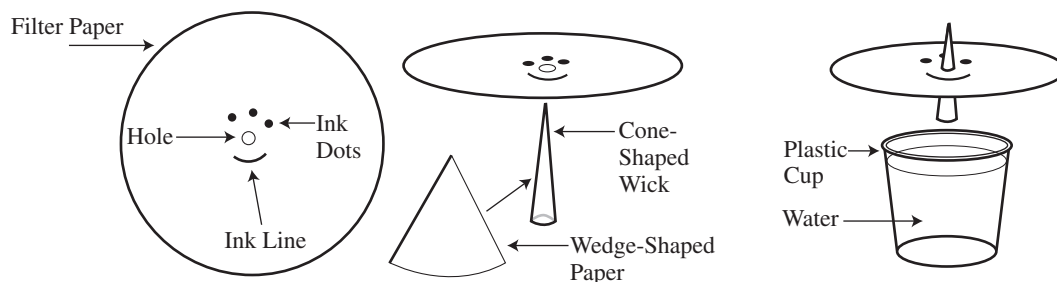 Filter Paper
Hole
Ink
Dots
Ink Line
Cone-
Shaped
Wick
Wedge-Shaped
Paper
Plastic
Cup
Water